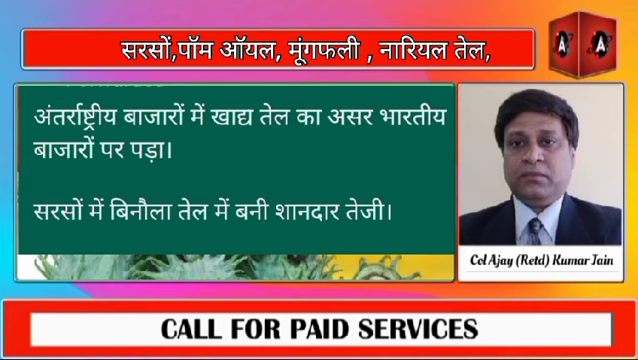 सरसों,पॉम ऑयल, मूंगफली , नारियल तेल,
A A
अंतर्राष्ट्रीय बाजारों में खाद्य तेल का असर भारतीय
बाजारों पर पड़ा।
सरसों में बिनौला तेल में बनी शानदार तेजी।
Col Ajay (Retd) Kumar Jain
CALL FOR PAID SERVICES